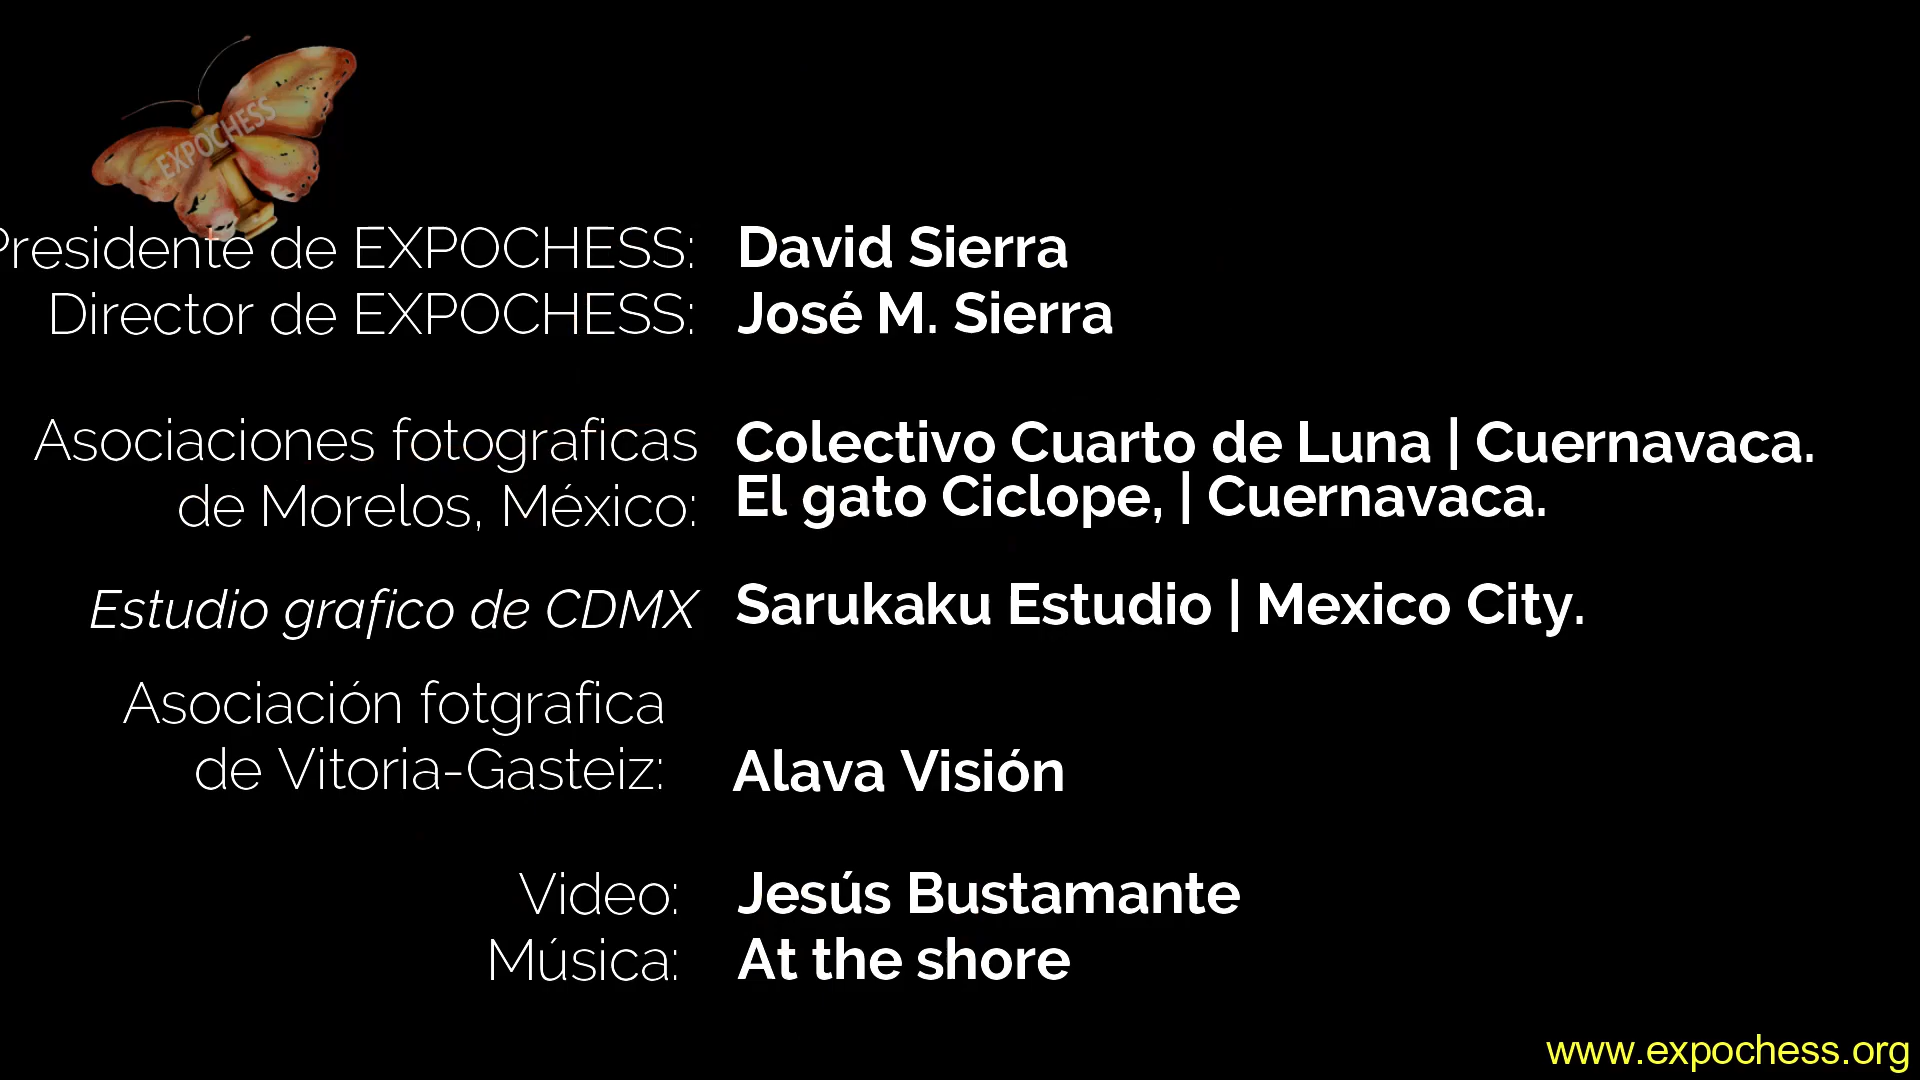 EXPOCHESS
Presidente de EXPOCHESS: David Sierra
Director de EXPOCHESS: José M. Sierra
Asociaciones fotograficas Colectivo Cuarto de Luna | Cuernavaca.
de Morelos, México: El gato Ciclope, | Cuernavaca.
Estudio grafico de CDMX Sarukaku Estudio | Mexico City.
Asociación fotgrafica
de Vitoria-Gasteiz: Alava Visión
Video: Jesús Bustamante
Música: At the shore
www.expochess.org